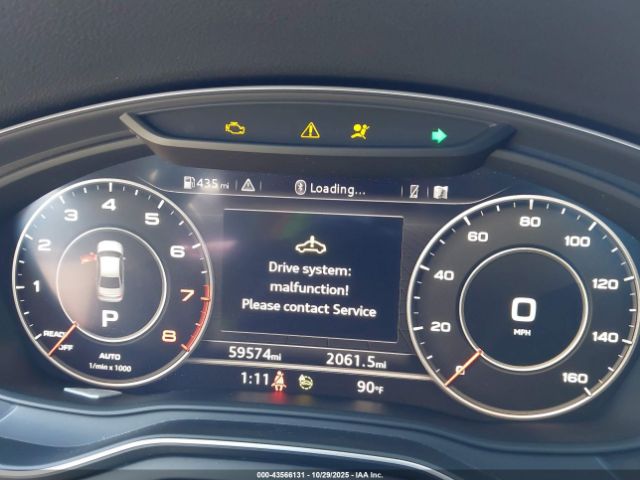 435 mi
Loading...
1 2 3 4 5 6 7 8
READY
OFF
P
AUTO
1/min x 1000
Drive system:
malfunction!
Please contact Service
0 20 40 60 80 100 120 140 160
0
MPH
59574mi 2061.5mi
1:11 90°F
000-43566131 - 10/29/2025 - IAA Inc.